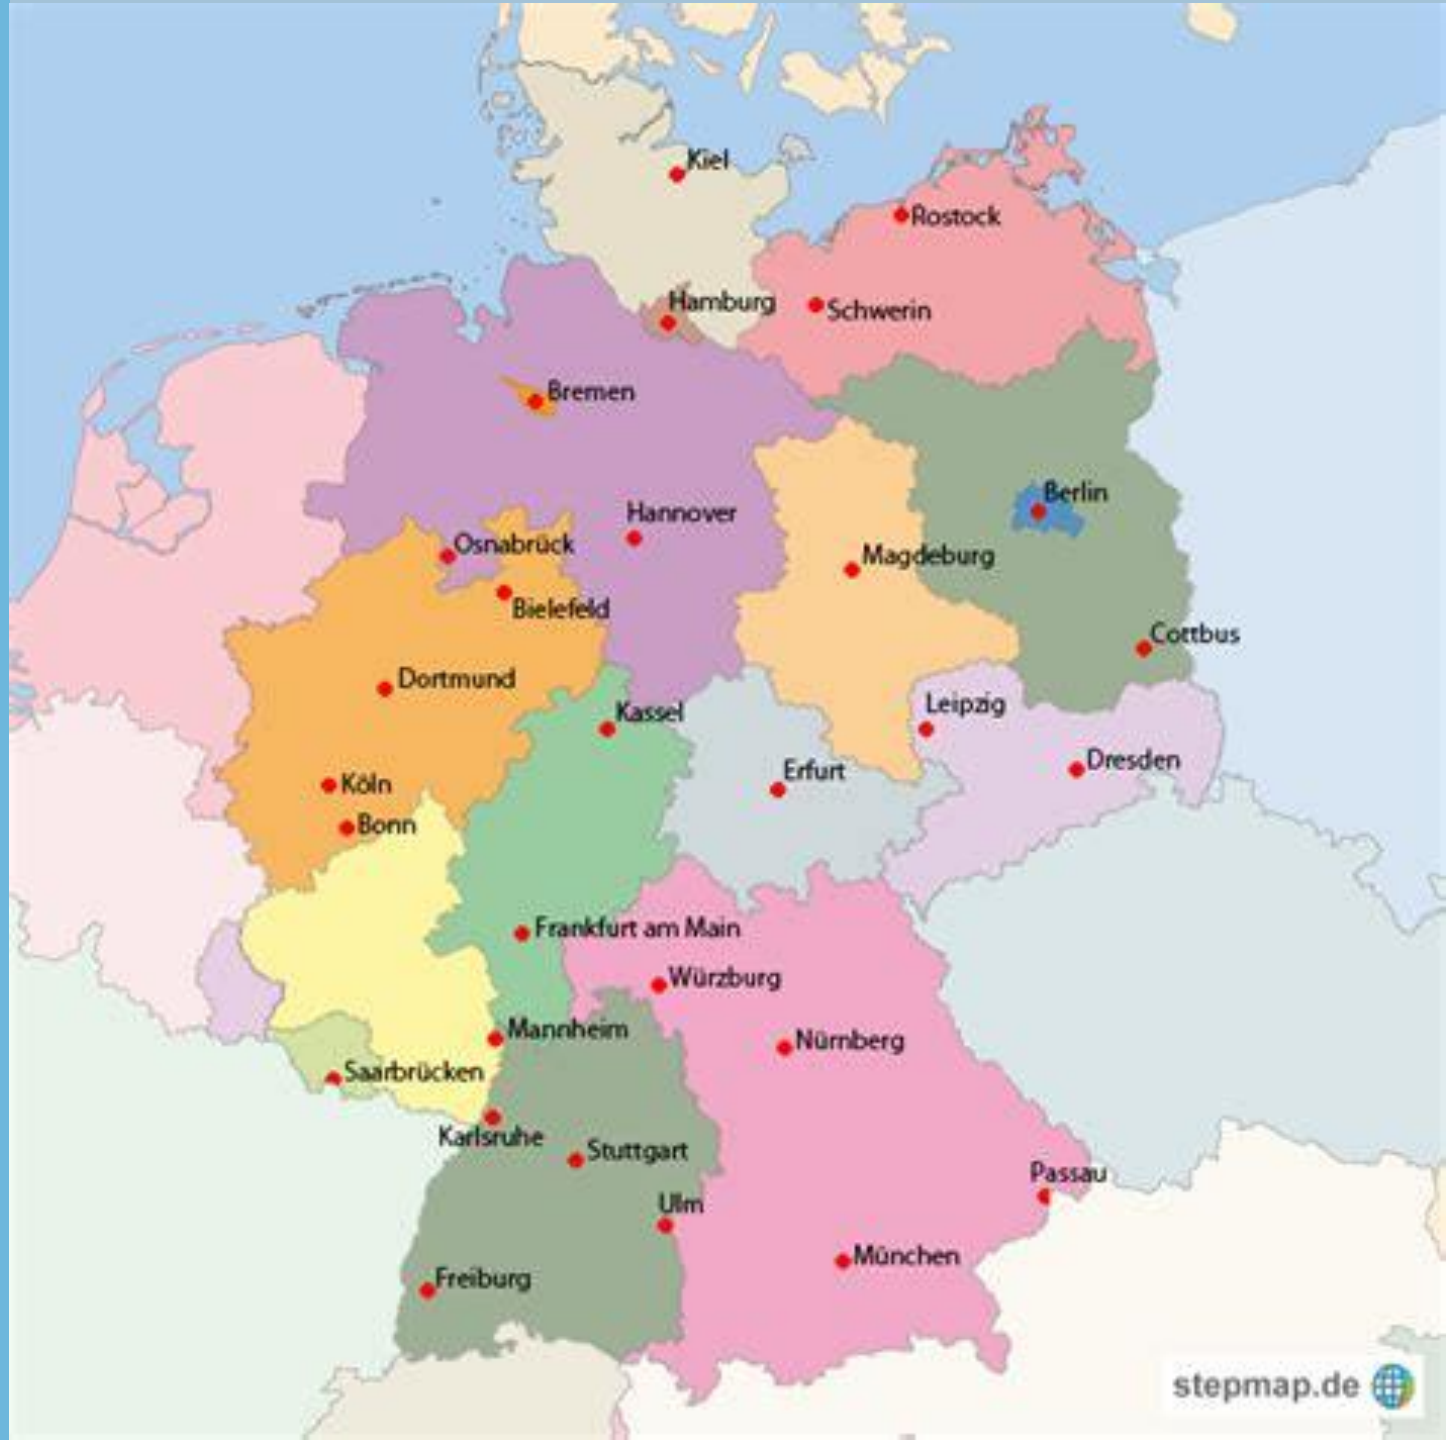 Kiel
Rostock
Hamburg
Schwerin
Bremen
Berlin
Hannover
Osnabrück
Magdeburg
Bielefeld
Cottbus
Dortmund
Leipzig
Kassel
Dresden
Erfurt
Köln
Bonn
Frankfurt am Main
Würzburg
Mannheim
Nürnberg
Saarbrücken
Karlsruhe
Stuttgart
Passau
Ulm
München
Freiburg
stepmap.de